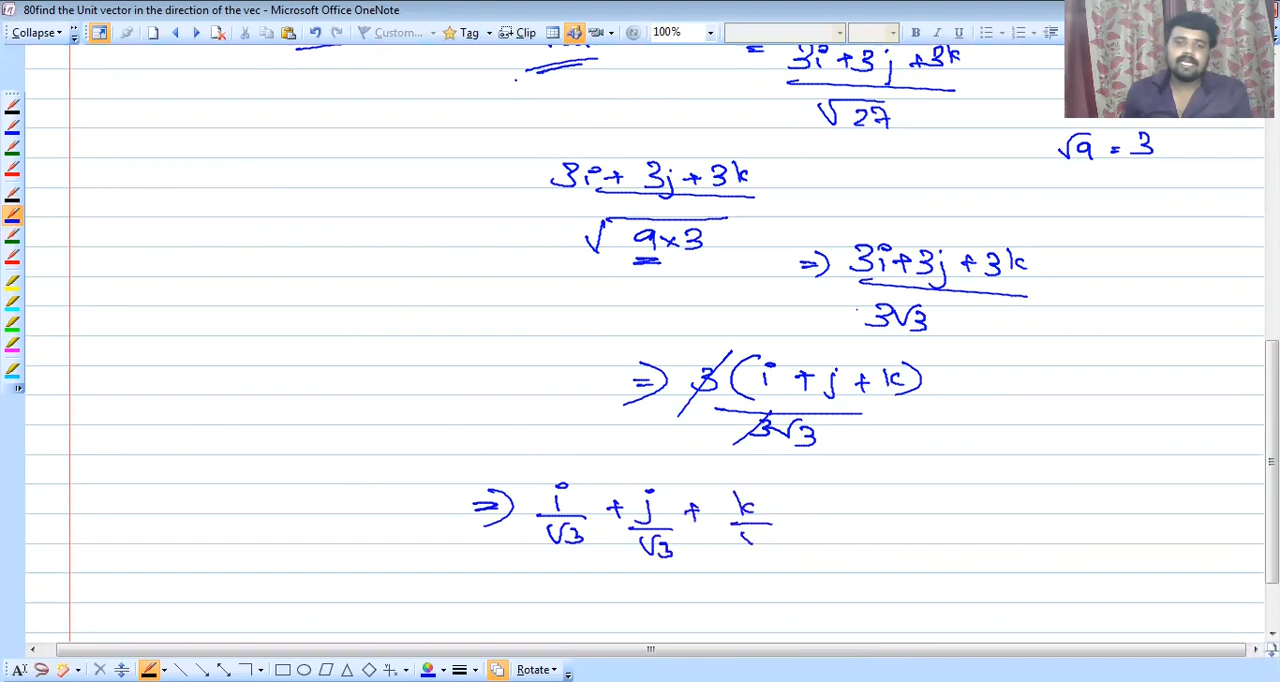 80find the Unit vector in the direction of the vec - Microsoft Office OneNote
Collapse Custom... Tag Clip 100% B I U
3i + 3j + 3k
=
√27
√9 = 3
3i + 3j + 3k
√9×3
=> 3i + 3j + 3k
3√3
=> 3 (i + j + k)
3√3
=> i + j + k
√3 √3
Rotate